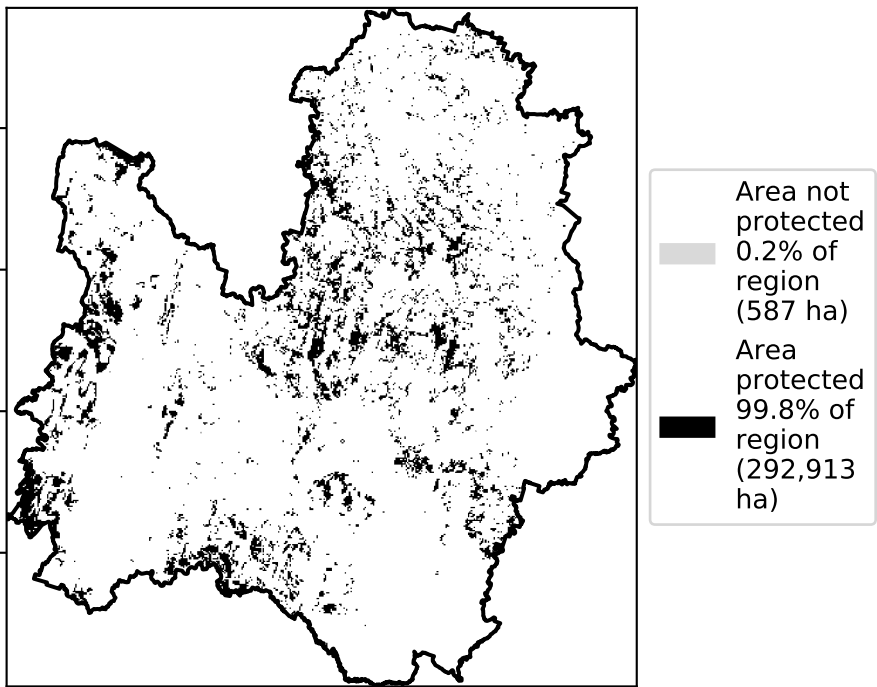 Area not
protected
0.2% of
region
(587 ha)
Area
protected
99.8% of
region
(292,913
ha)